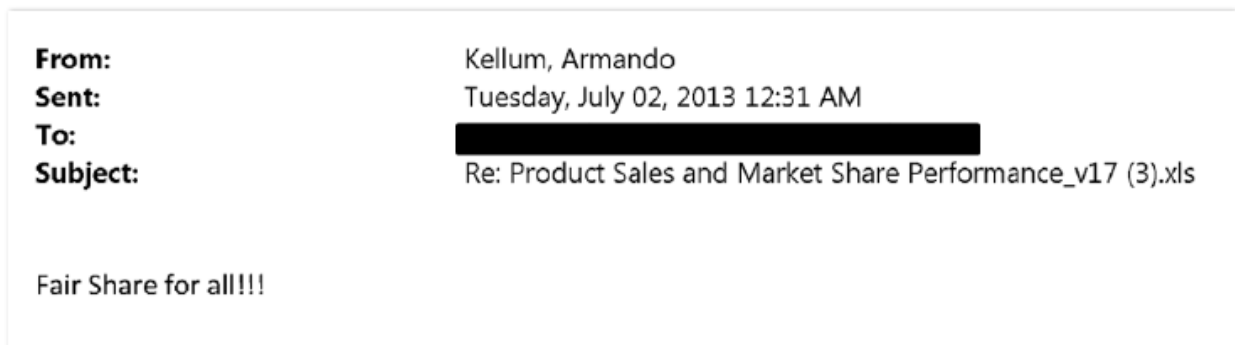 From: Kellum, Armando
Sent: Tuesday, July 02, 2013 12:31 AM
To:
Subject: Re: Product Sales and Market Share Performance_v17 (3).xls
Fair Share for all!!!